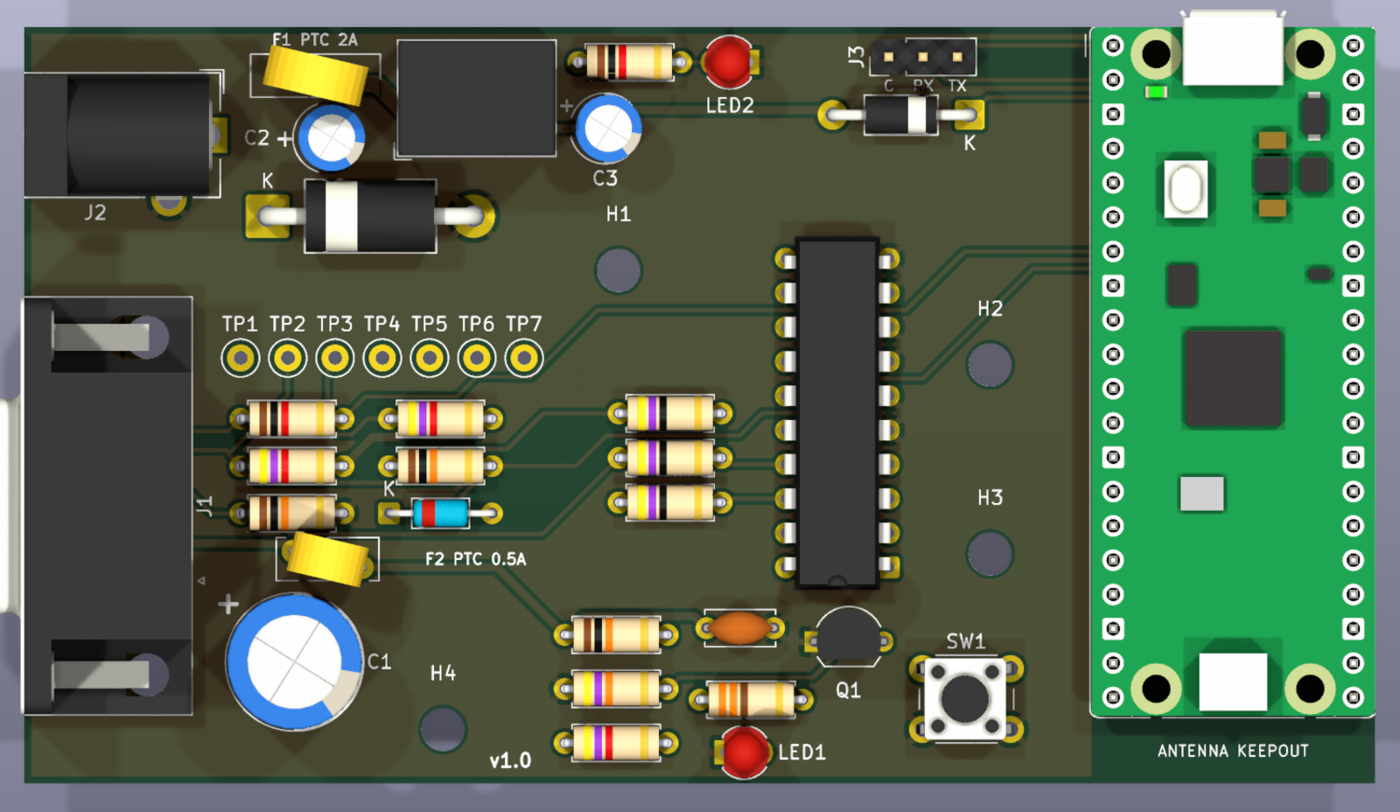 F1 PTC 2A
J3
C RX TX
LED2
C2 +
+
K
K
J2
C3
H1
H2
TP1 TP2 TP3 TP4 TP5 TP6 TP7
K
J1
H3
F2 PTC 0.5A
+
C1
SW1
H4
Q1
v1.0
LED1
ANTENNA KEEPOUT